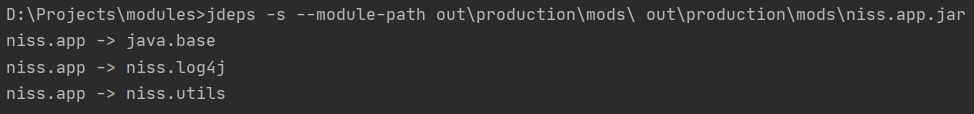 D:\Projects\modules>jdeps -s --module-path out\production\mods\ out\production\mods\niss.app.jar
niss.app -> java.base
niss.app -> niss.log4j
niss.app -> niss.utils